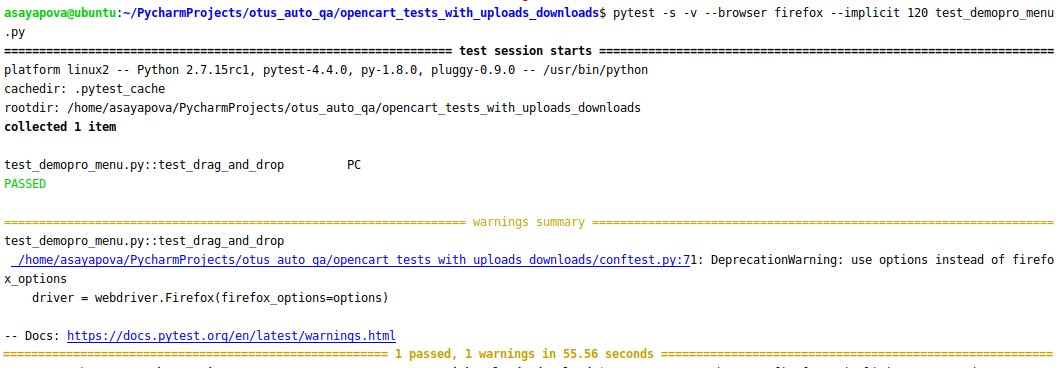 asayapova@ubuntu:~/PycharmProjects/otus_auto_qa/opencart_tests_with_uploads_downloads$ pytest -s -v --browser firefox --implicit 120 test_demopro_menu
.py
================================================================ test session starts =================================================================
platform linux2 -- Python 2.7.15rc1, pytest-4.4.0, py-1.8.0, pluggy-0.9.0 -- /usr/bin/python
cachedir: .pytest_cache
rootdir: /home/asayapova/PycharmProjects/otus_auto_qa/opencart_tests_with_uploads_downloads
collected 1 item
test_demopro_menu.py::test_drag_and_drop         PC
PASSED
================================================================== warnings summary ==================================================================
test_demopro_menu.py::test_drag_and_drop
  /home/asayapova/PycharmProjects/otus_auto_qa/opencart_tests_with_uploads_downloads/conftest.py:71: DeprecationWarning: use options instead of firefo
x_options
    driver = webdriver.Firefox(firefox_options=options)
-- Docs: https://docs.pytest.org/en/latest/warnings.html
======================================================= 1 passed, 1 warnings in 55.56 seconds ========================================================